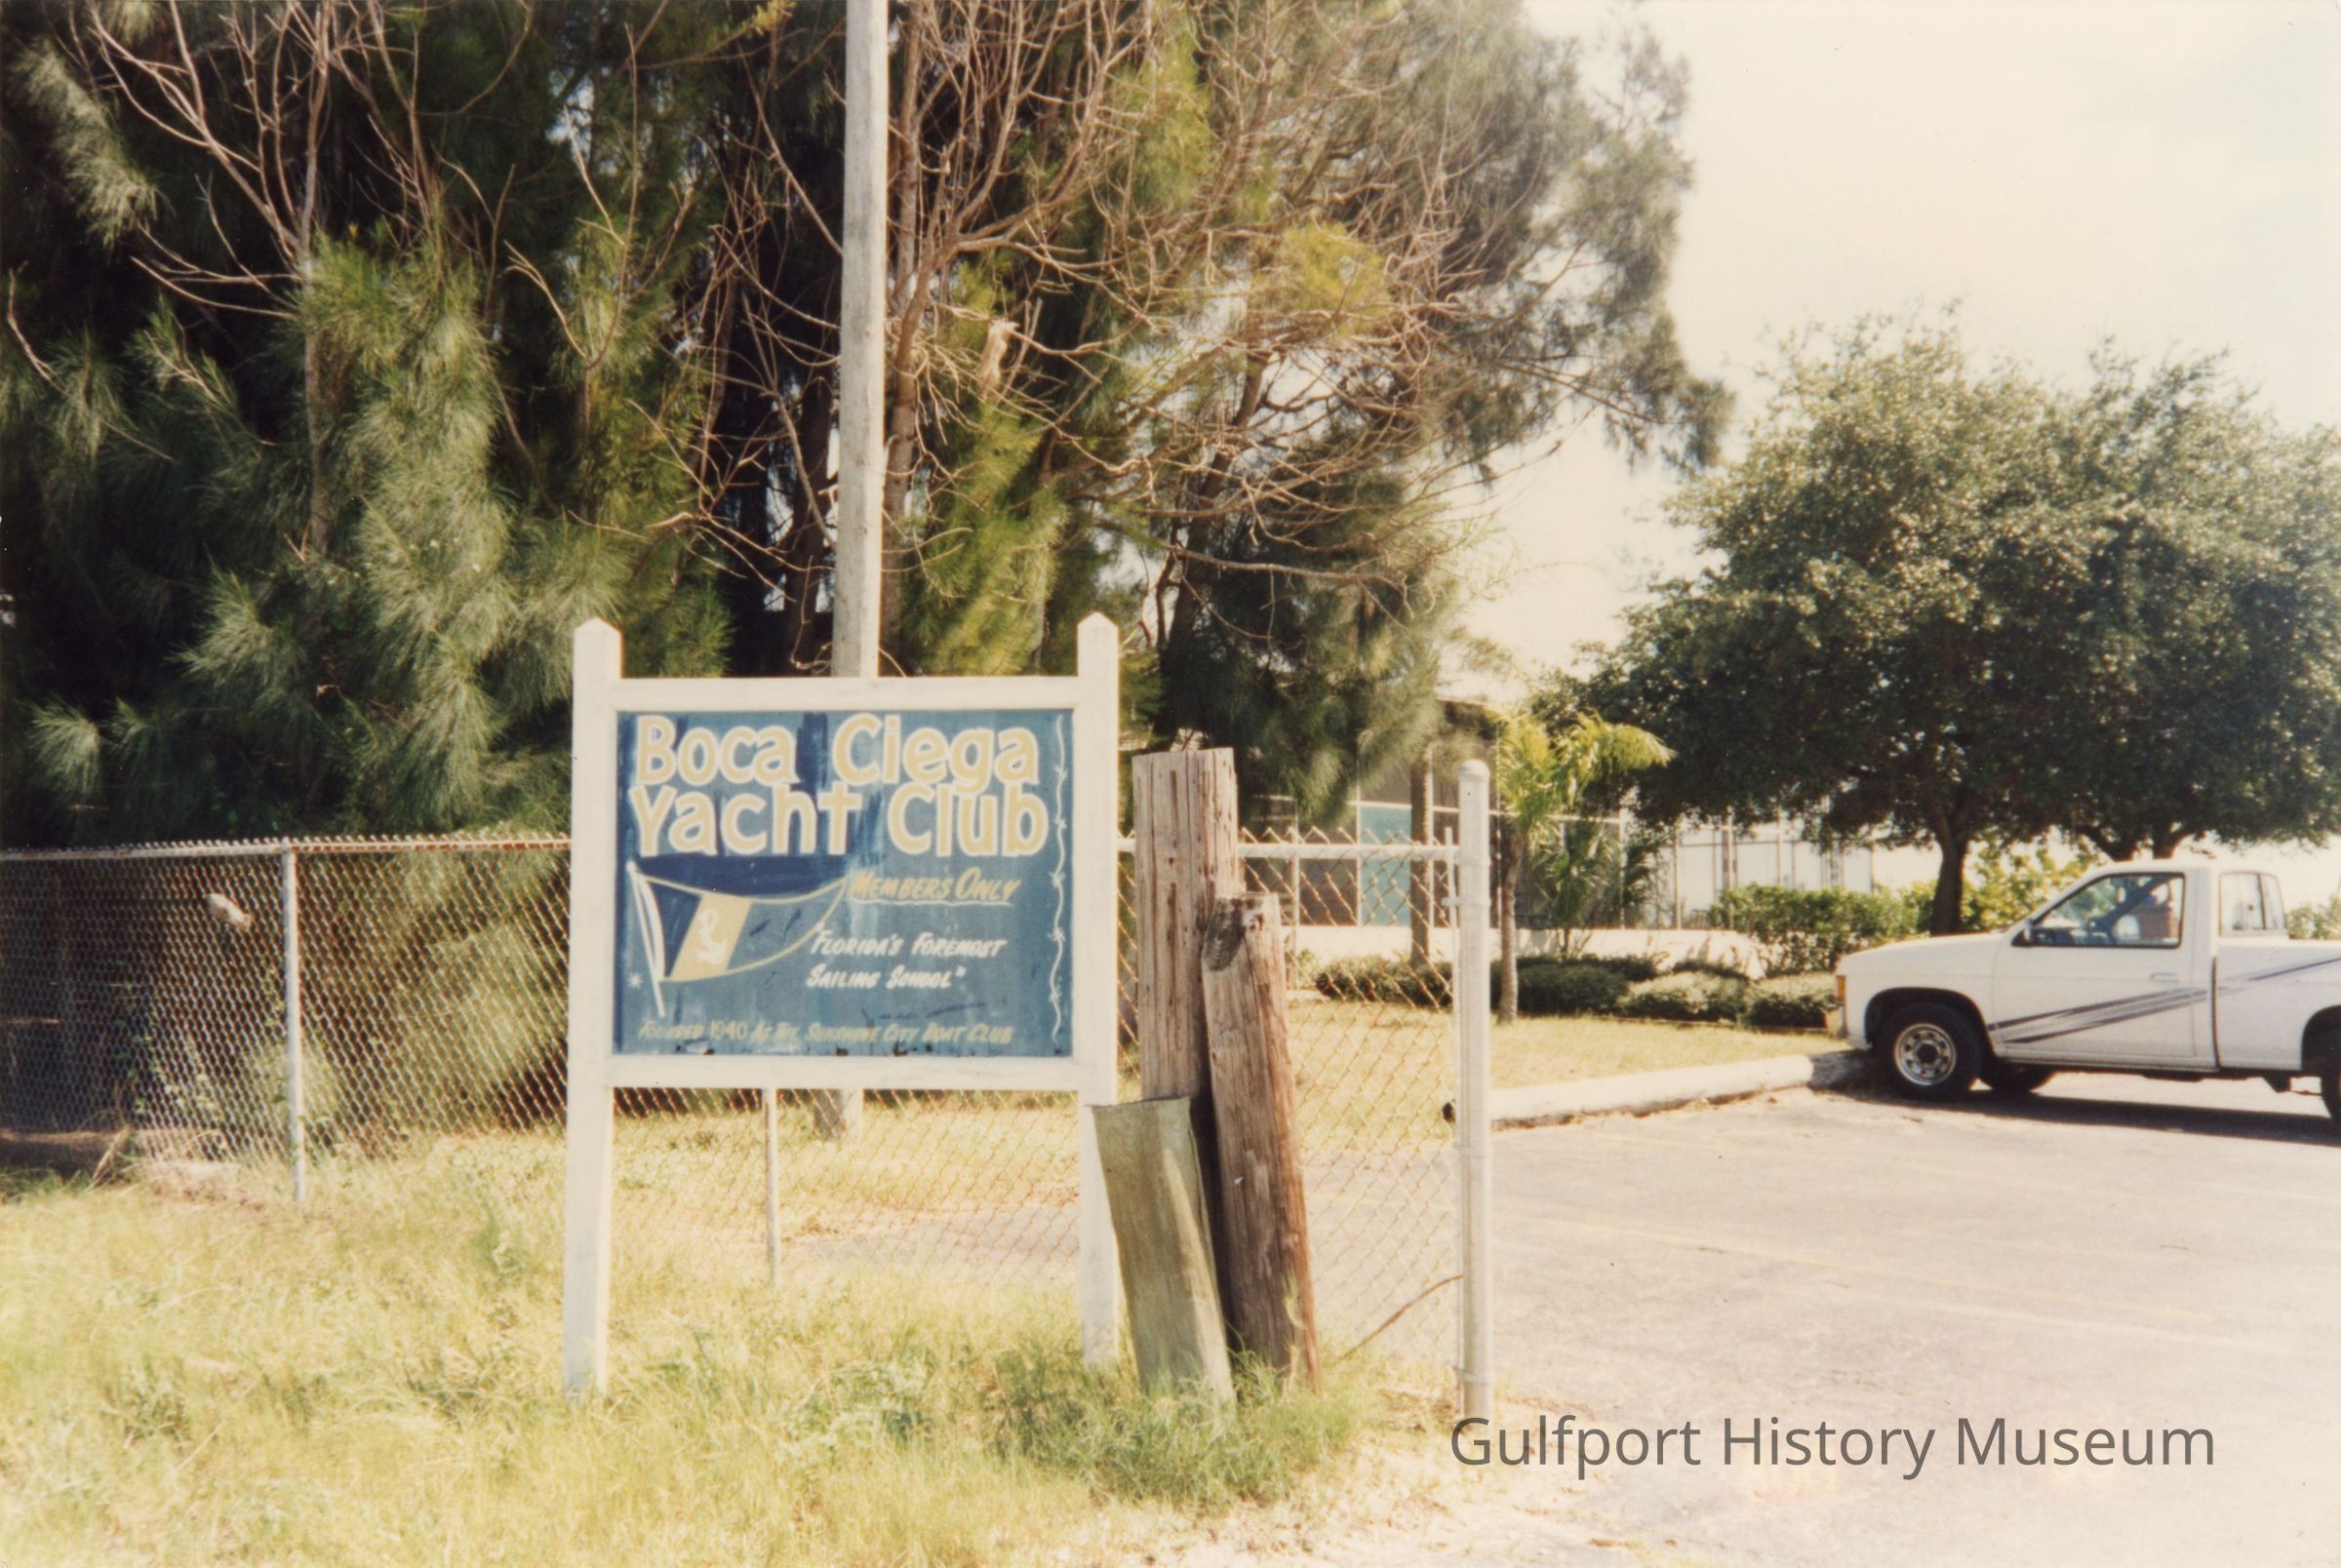 Boca Ciega
Yacht Club
Members Only
"Florida's Foremost
Sailing School"
Founded 1940 As The Sunshine City Boat Club
Gulfport History Museum